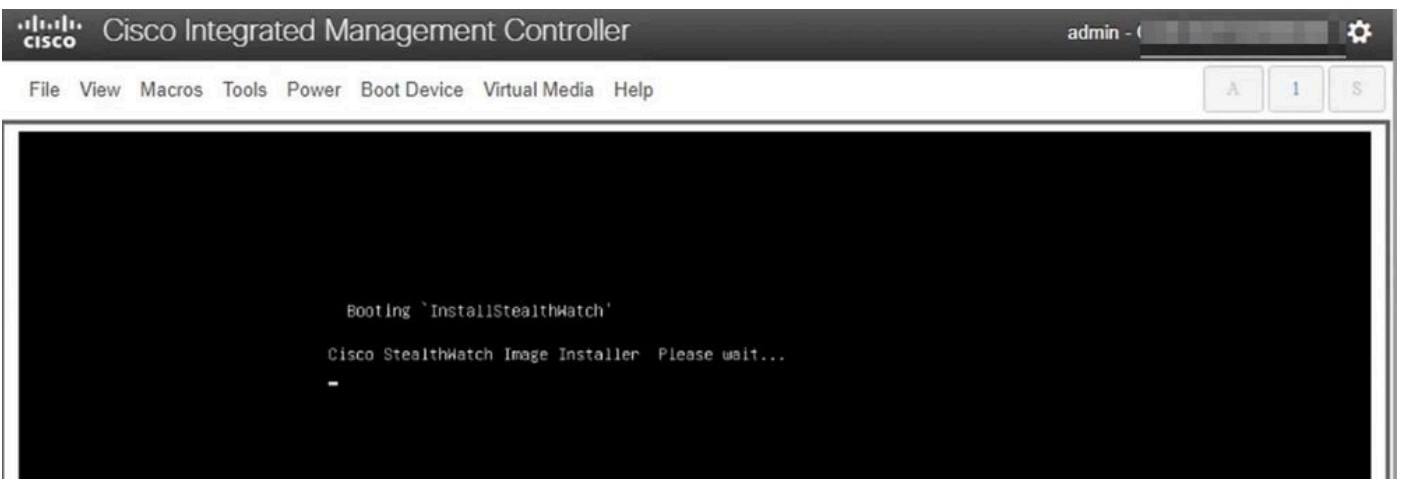 CISCO Cisco Integrated Management Controller admin - (
File View Macros Tools Power Boot Device Virtual Media Help A 1 S
Booting `InstallStealthWatch'
Cisco StealthWatch Image Installer Please wait...